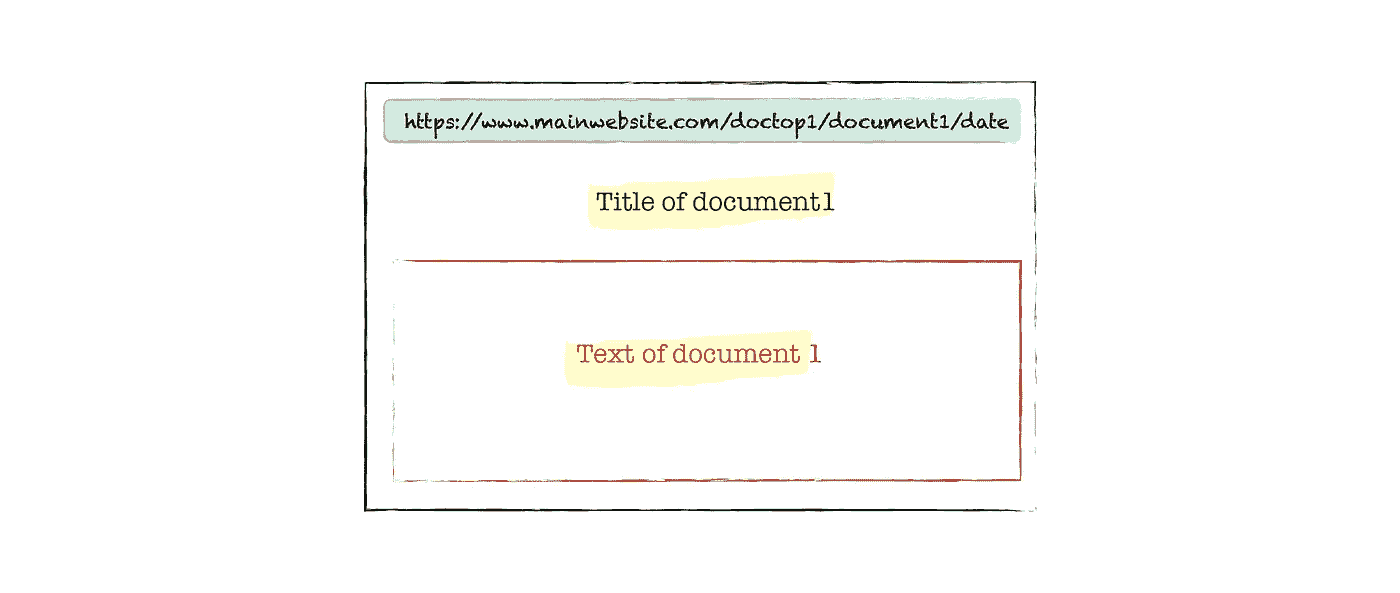 https://www.mainwebsite.com/doctop1/document1/date
Title of document1
Text of document 1